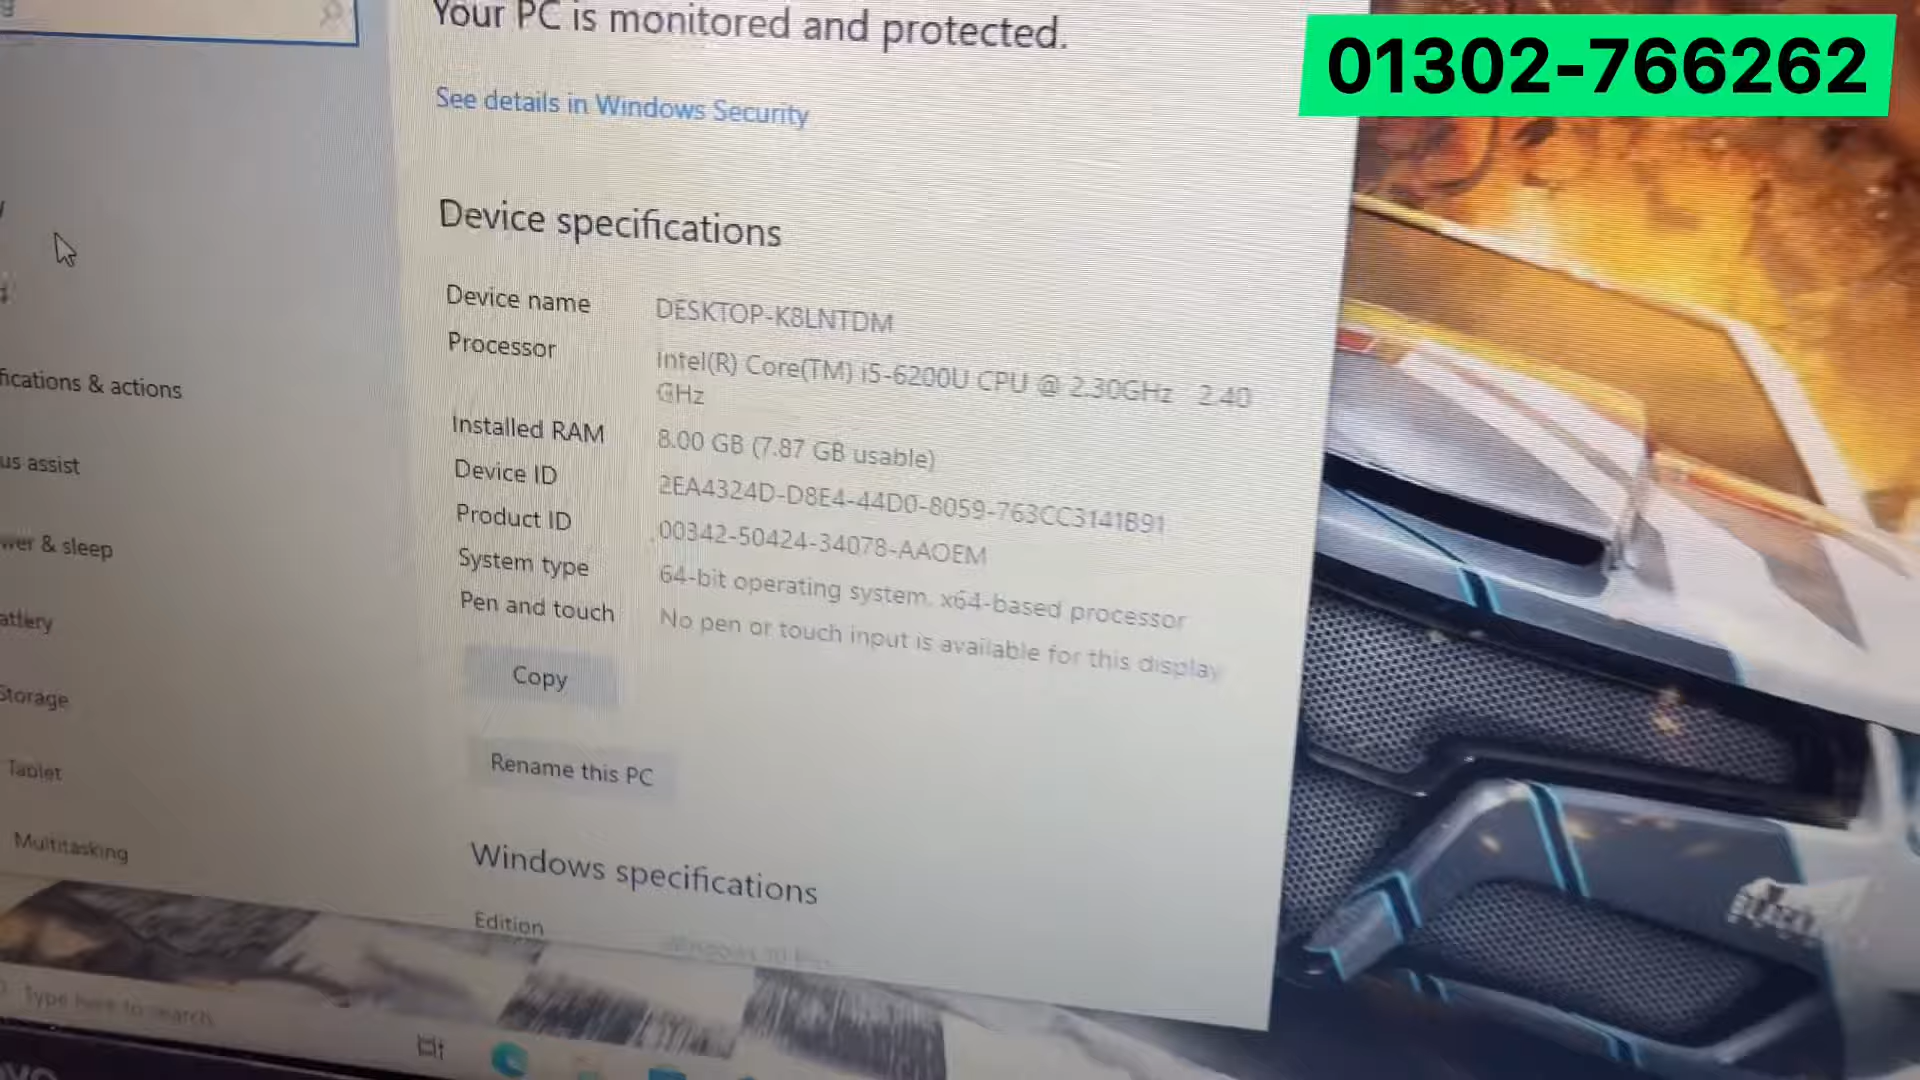 Your PC is monitored and protected.
01302-766262
See details in Windows Security
Device specifications
Device name DESKTOP-K8LNTDM
Processor Intel(R) Core(TM) i5-6200U CPU @ 2.30GHz 2.40
GHz
Installed RAM 8.00 GB (7.87 GB usable)
Device ID 2EA4324D-D8E4-44D0-8059-763CC3141B91
Product ID 00342-50424-34078-AAOEM
System type 64-bit operating system, x64-based processor
Pen and touch No pen or touch input is available for this display
Copy
Rename this PC
Windows specifications
Edition Windows 10
fications & actions
us assist
wer & sleep
attery
Storage
Tablet
Multitasking
Type here to search